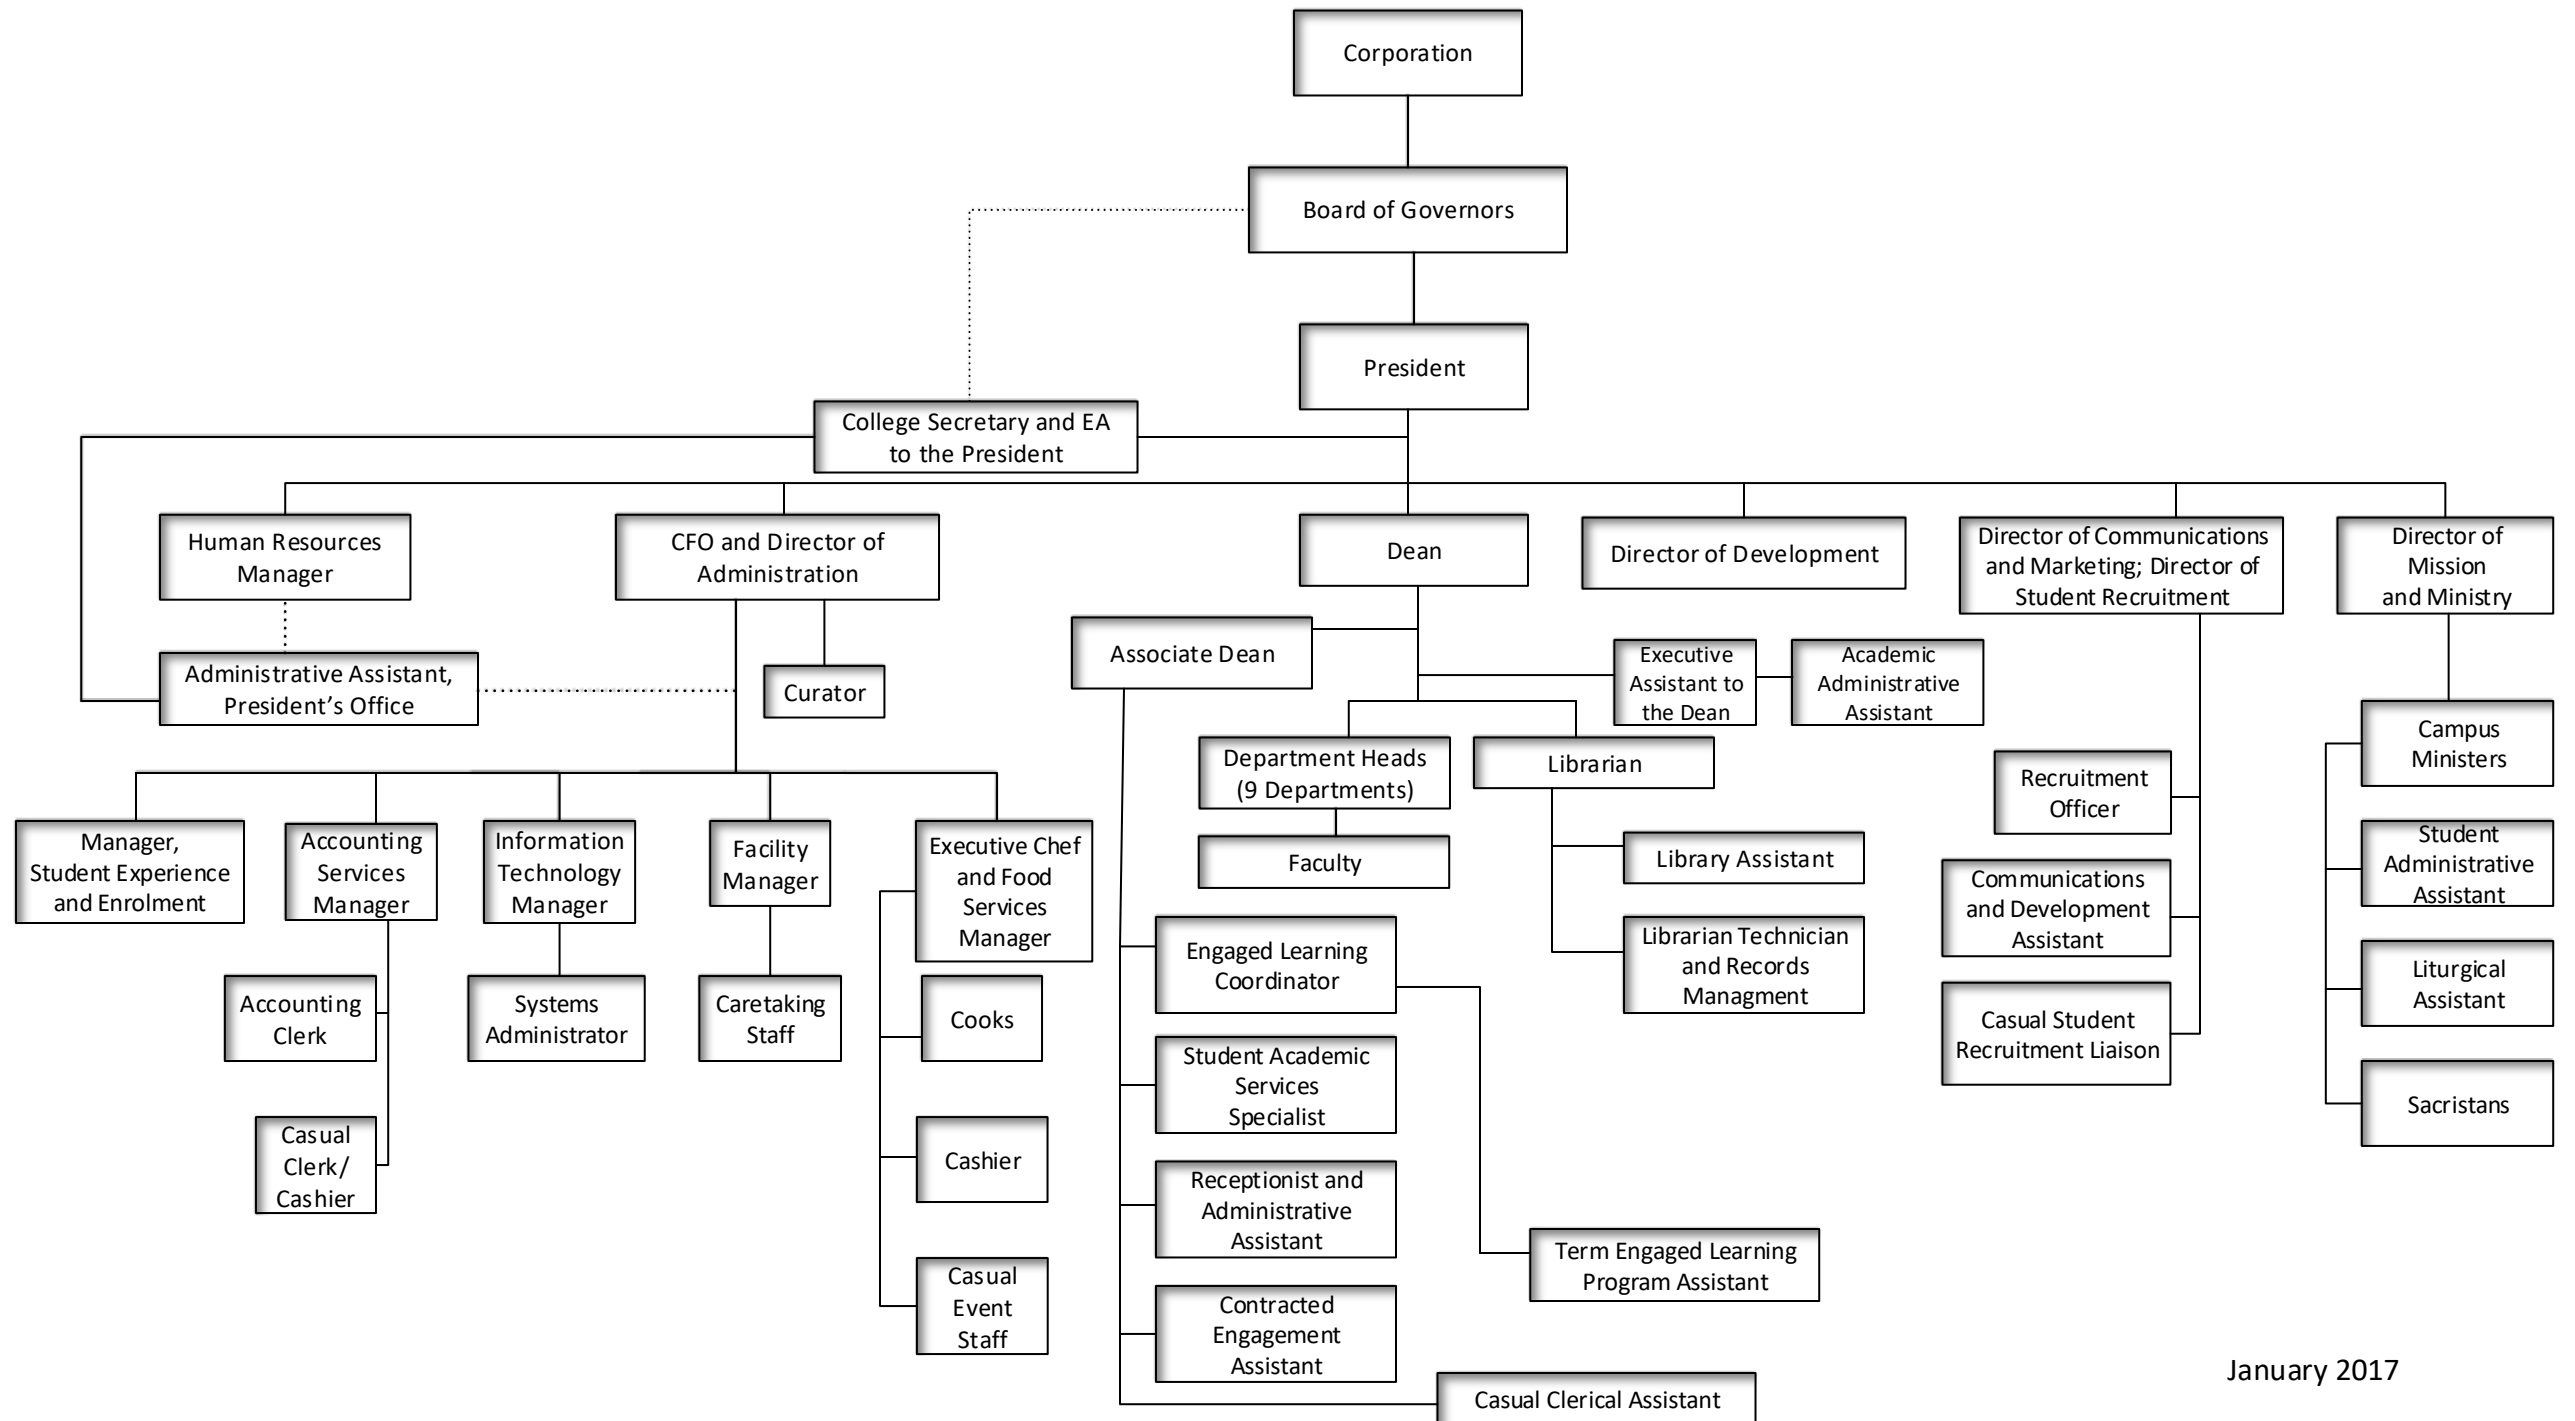 Corporation
Board of Governors
President
College Secretary and EA
to the President
Human Resources
Manager
CFO and Director of
Administration
Dean
Director of Development
Director of Communications
and Marketing; Director of
Student Recruitment
Director of
Mission
and Ministry
Associate Dean
Executive
Assistant to
the Dean
Academic
Administrative
Assistant
Administrative Assistant,
President’s Office
Curator
Campus
Ministers
Department Heads
(9 Departments)
Librarian
Recruitment
Officer
Manager,
Student Experience
and Enrolment
Accounting
Services
Manager
Information
Technology
Manager
Facility
Manager
Executive Chef
and Food
Services
Manager
Faculty
Library Assistant
Student
Administrative
Assistant
Communications
and Development
Assistant
Engaged Learning
Coordinator
Librarian Technician
and Records
Managment
Liturgical
Assistant
Accounting
Clerk
Systems
Administrator
Caretaking
Staff
Cooks
Casual Student
Recruitment Liaison
Student Academic
Services
Specialist
Sacristans
Casual
Clerk/
Cashier
Cashier
Receptionist and
Administrative
Assistant
Term Engaged Learning
Program Assistant
Casual
Event
Staff
Contracted
Engagement
Assistant
January 2017
Casual Clerical Assistant